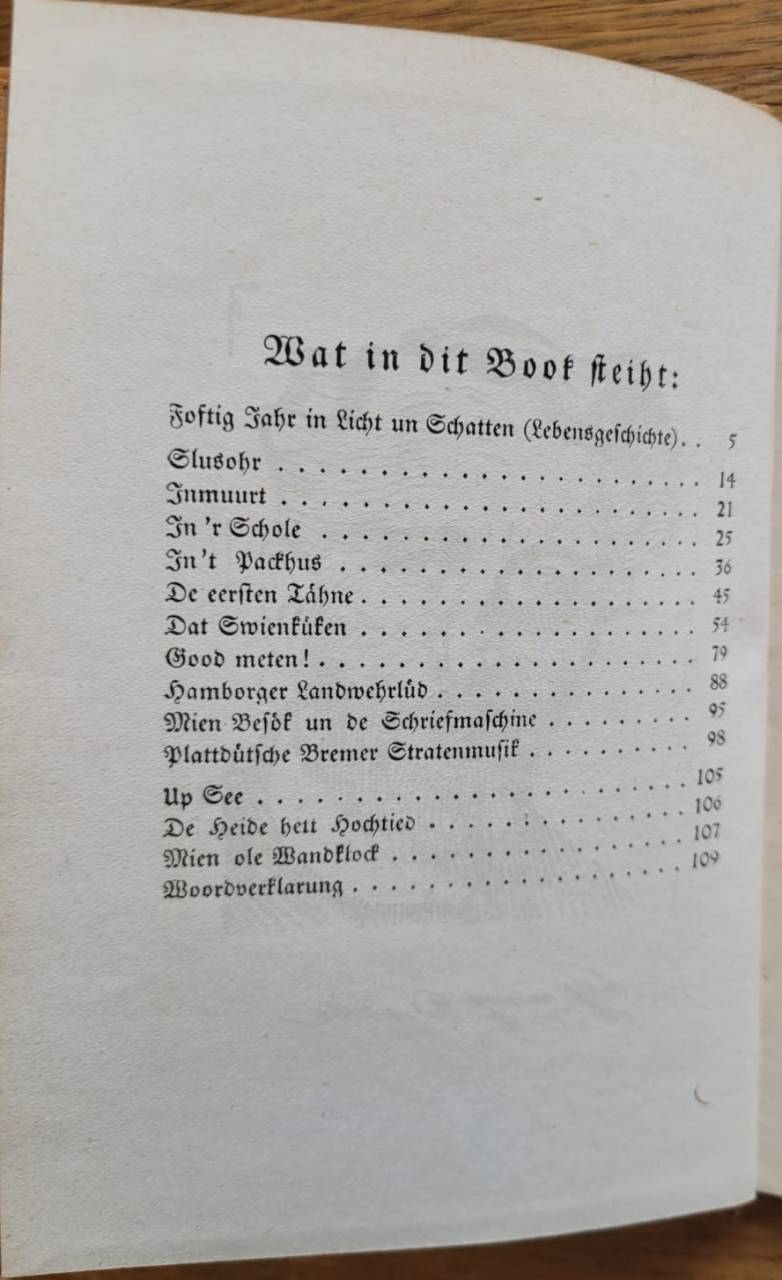 Wat in dit Book steiht:
Foftig Jahr in Licht un Schatten (Lebensgeschichte). . 5
Slusohr . . . . . . . . . . . . . . . . . . . . 14
Inmuurt . . . . . . . . . . . . . . . . . . . . 21
In 'r Schole . . . . . . . . . . . . . . . . . . 25
In 't Packhus . . . . . . . . . . . . . . . . . 36
De eersten Tähne . . . . . . . . . . . . . . . . 45
Dat Swienküken . . . . . . . . . . . . . . . . 54
Good meten! . . . . . . . . . . . . . . . . . . 79
Hamborger Landwehrlüd . . . . . . . . . . . . . 88
Mien Besök un de Schriefmaschine . . . . . . . . 95
Plattdütsche Bremer Stratenmusik . . . . . . . . . 98
Up See . . . . . . . . . . . . . . . . . . . . 105
De Heide hett Hochtied . . . . . . . . . . . . . 106
Mien ole Wandklock . . . . . . . . . . . . . . . 107
Woordverklarung . . . . . . . . . . . . . . . . 109